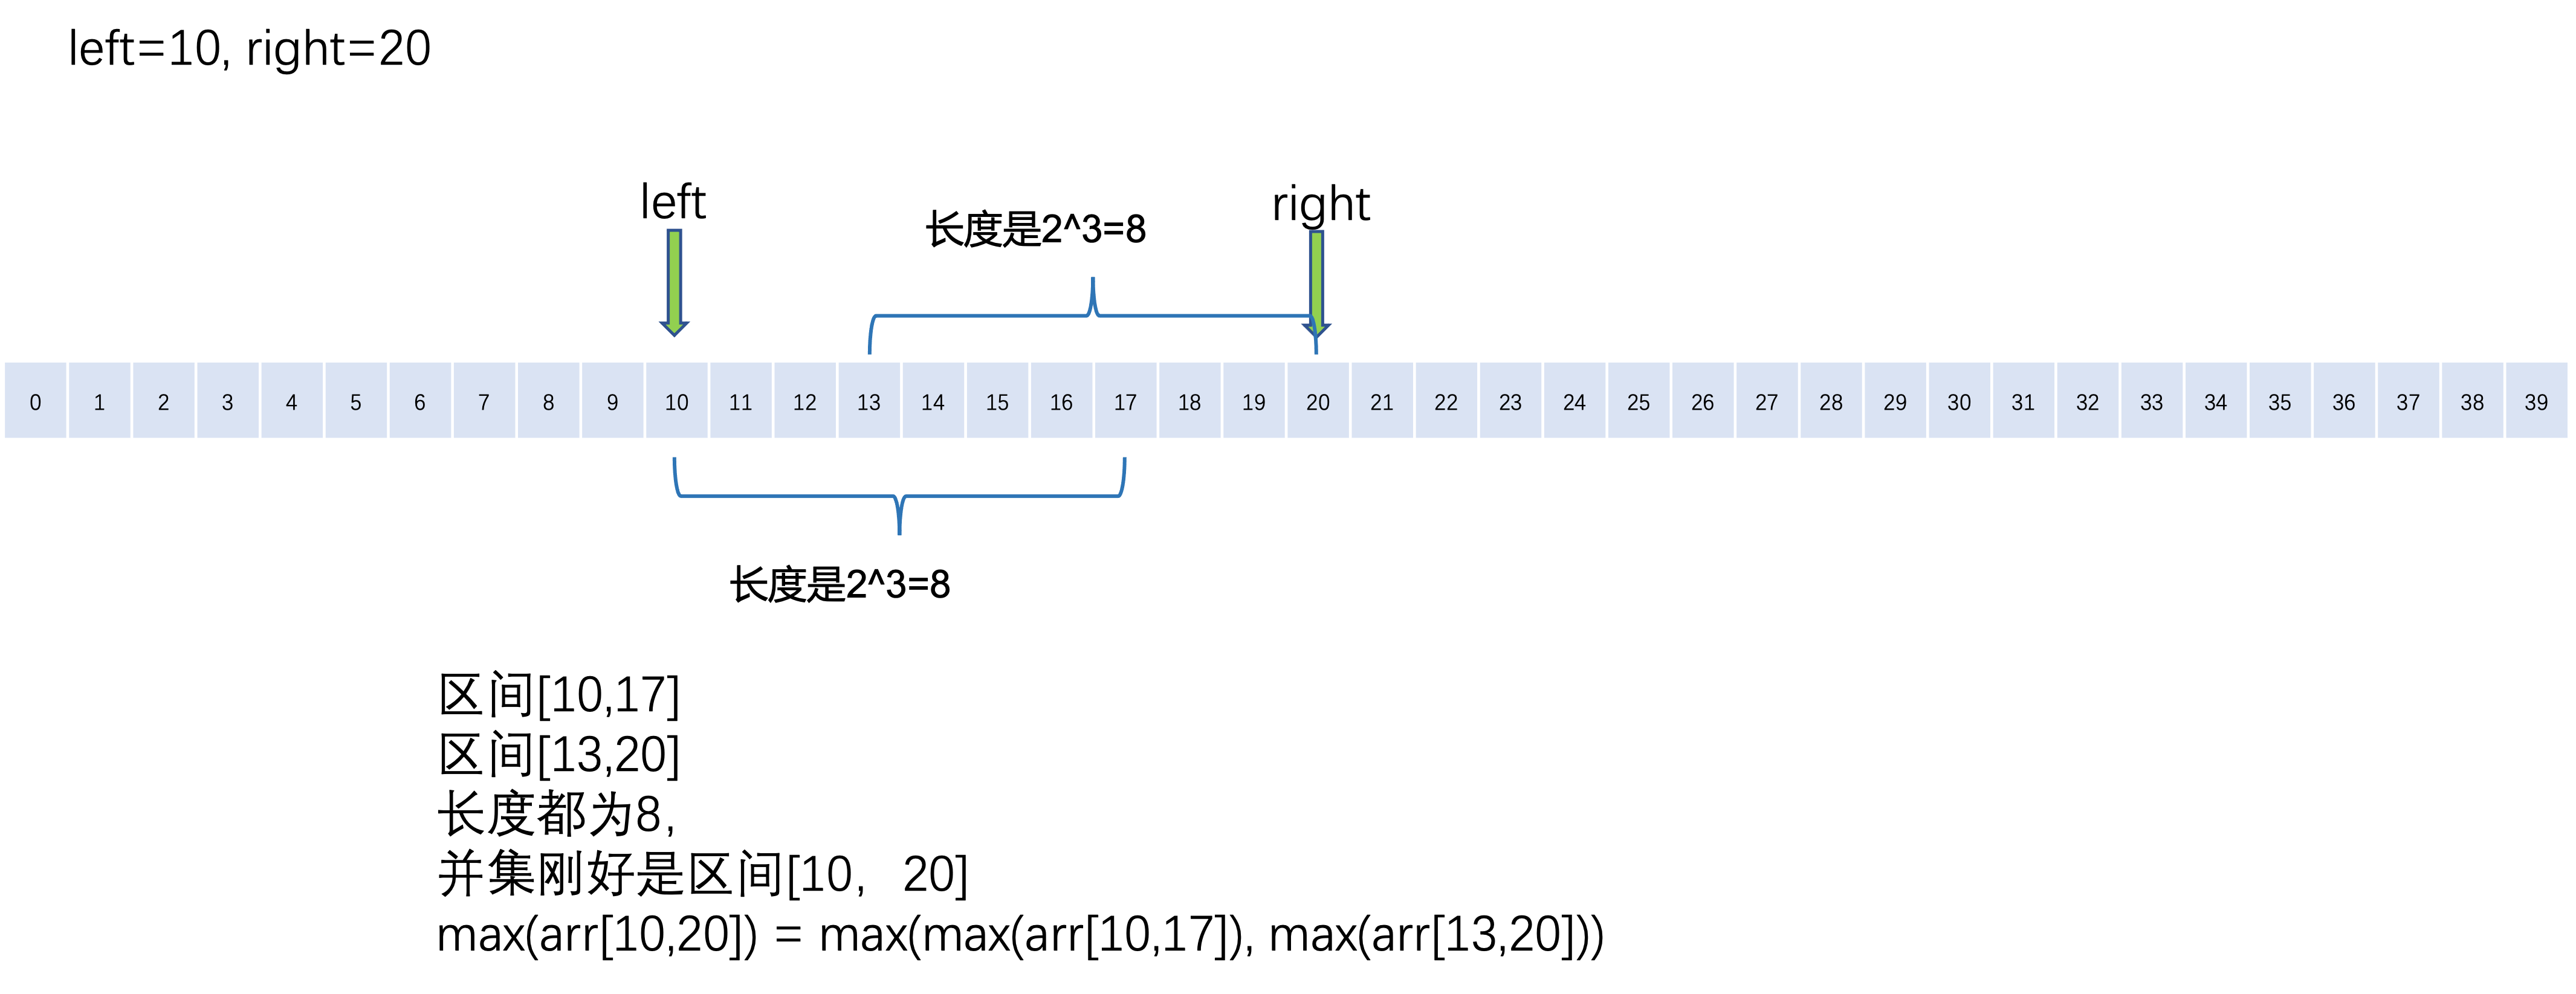 left=10, right=20
left
right
长度是2^3=8
0 1 2 3 4 5 6 7 8 9 10 11 12 13 14 15 16 17 18 19 20 21 22 23 24 25 26 27 28 29 30 31 32 33 34 35 36 37 38 39
长度是2^3=8
区间[10,17]
区间[13,20]
长度都为8,
并集刚好是区间[10，20]
max(arr[10,20]) = max(max(arr[10,17]), max(arr[13,20]))